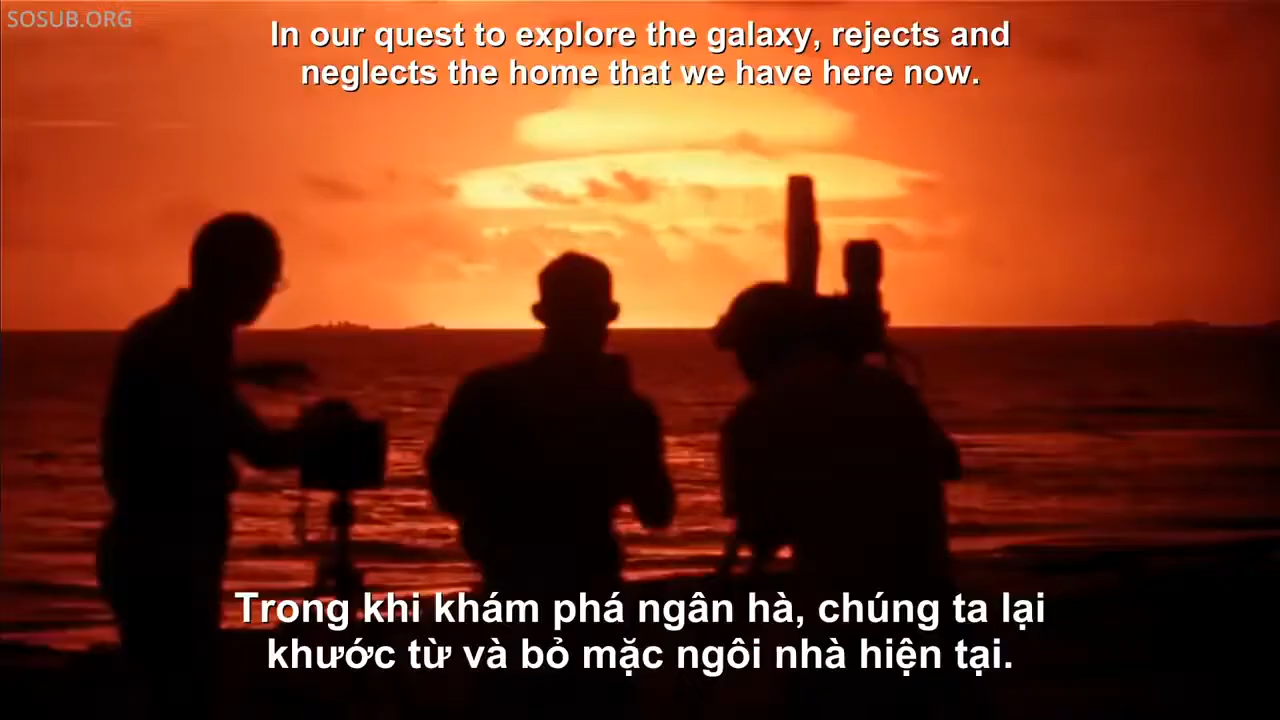 SOSUB.ORG
In our quest to explore the galaxy, rejects and
neglects the home that we have here now.
Trong khi khám phá ngân hà, chúng ta lại
khước từ và bỏ mặc ngôi nhà hiện tại.